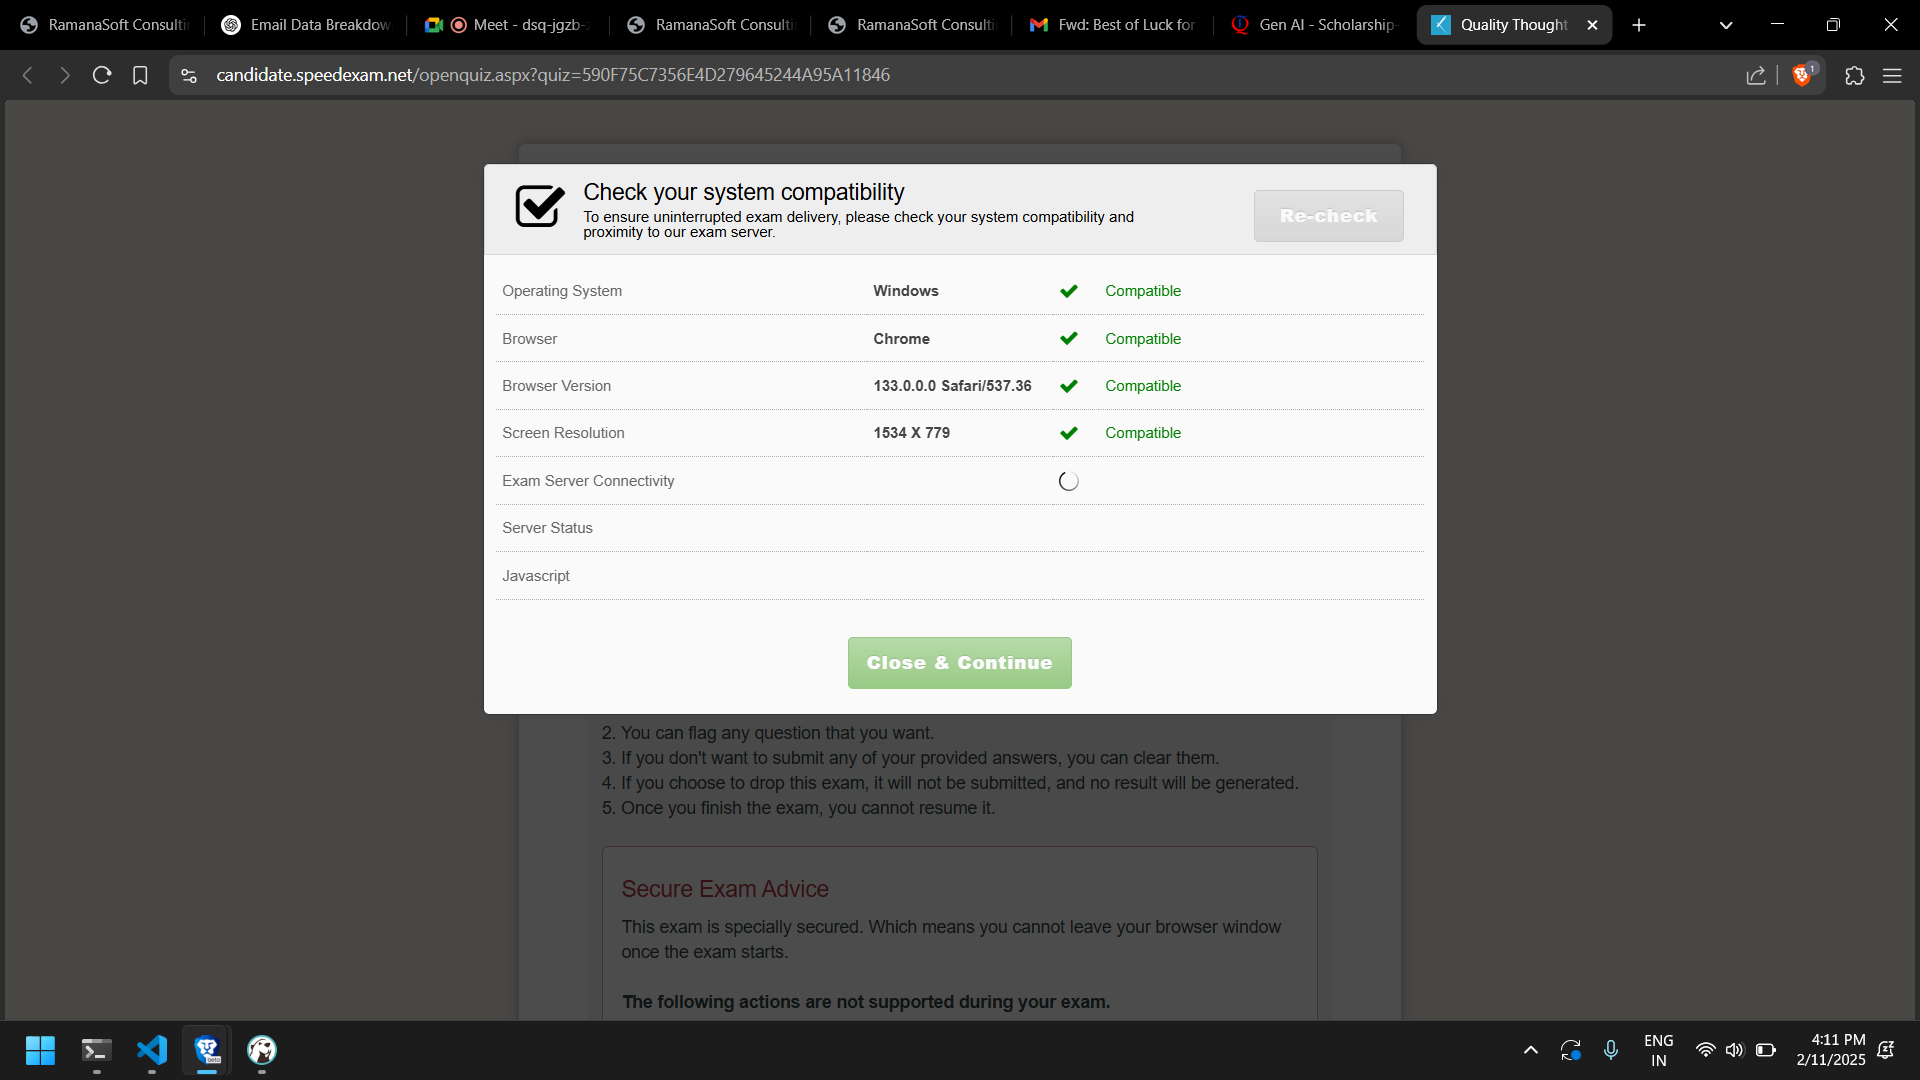 RamanaSoft Consultin
Email Data Breakdow
Meet - dsq-jgzb-
RamanaSoft Consultin
RamanaSoft Consultin
Fwd: Best of Luck for
Gen AI - Scholarship-
Quality Thought
candidate.speedexam.net/openquiz.aspx?quiz=590F75C7356E4D279645244A95A11846
1
Check your system compatibility
To ensure uninterrupted exam delivery, please check your system compatibility and
proximity to our exam server.
Re-check
Operating System Windows Compatible
Browser Chrome Compatible
Browser Version 133.0.0.0 Safari/537.36 Compatible
Screen Resolution 1534 X 779 Compatible
Exam Server Connectivity
Server Status
Javascript
Close & Continue
2. You can flag any question that you want.
3. If you don't want to submit any of your provided answers, you can clear them.
4. If you choose to drop this exam, it will not be submitted, and no result will be generated.
5. Once you finish the exam, you cannot resume it.
Secure Exam Advice
This exam is specially secured. Which means you cannot leave your browser window
once the exam starts.
The following actions are not supported during your exam.
beta
ENG
IN
4:11 PM
2/11/2025